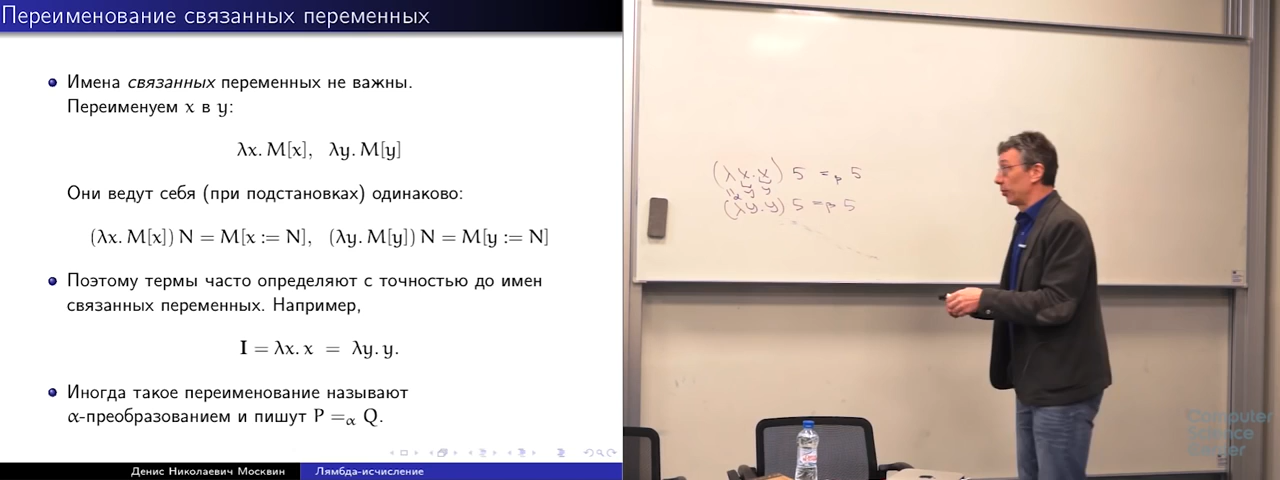 Переименование связанных переменных
Имена связанных переменных не важны.
Переименуем x в y:
λx. M[x], λy. M[y]
Они ведут себя (при подстановках) одинаково:
(λx. M[x]) N = M[x := N], (λy. M[y]) N = M[y := N]
Поэтому термы часто определяют с точностью до имен
связанных переменных. Например,
I = λx. x = λy. y.
Иногда такое переименование называют
α-преобразованием и пишут P =α Q.
Денис Николаевич Москвин
Лямбда-исчисление
(λ x. x) 5 =β 5
"α y y
(λy.y) 5 =β 5
Computer
Science
Center